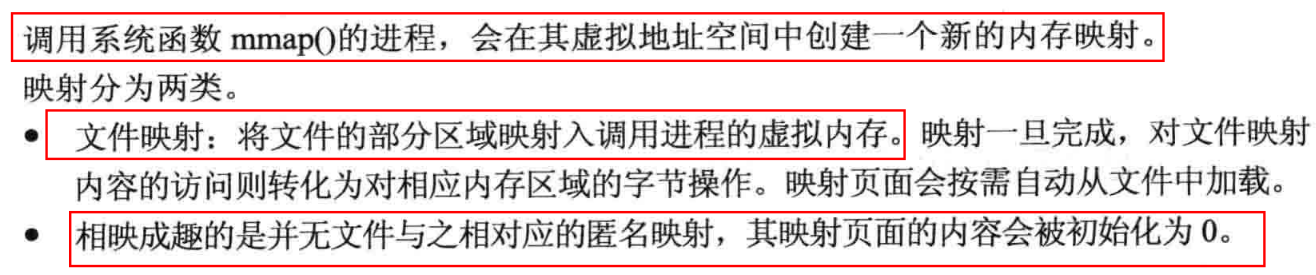 调用系统函数 mmap()的进程，会在其虚拟地址空间中创建一个新的内存映射。
映射分为两类。
● 文件映射：将文件的部分区域映射入调用进程的虚拟内存。映射一旦完成，对文件映射
内容的访问则转化为对相应内存区域的字节操作。映射页面会按需自动从文件中加载。
● 相映成趣的是并无文件与之相对应的匿名映射，其映射页面的内容会被初始化为 0。